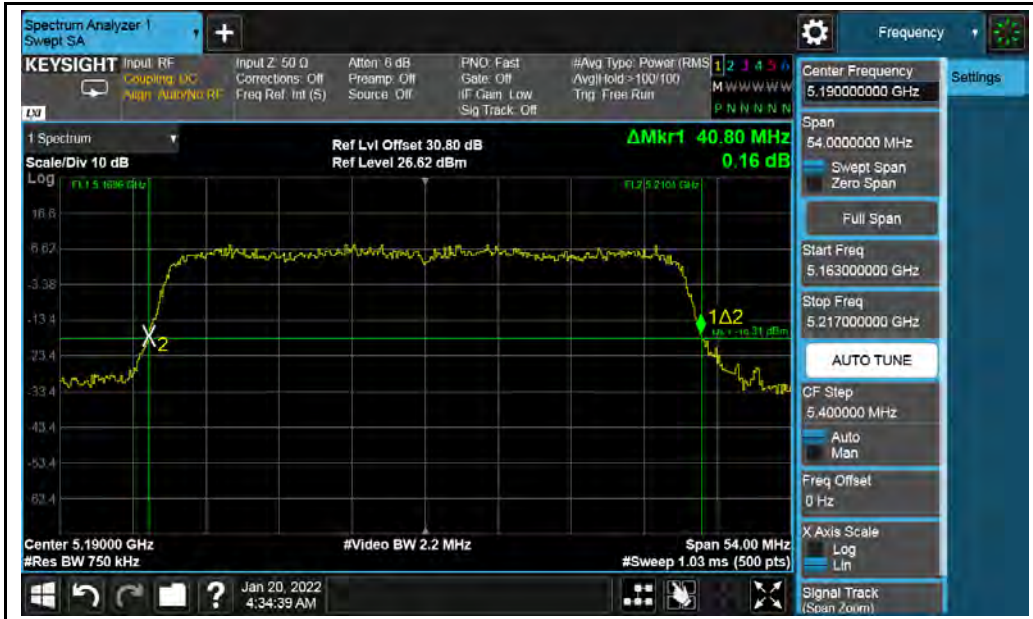 Spectrum Analyzer 1
Swept SA
Frequency
KEYSIGHT
Input: RF
Coupling: DC
Align: Auto/No RF
Input Z: 50 Ω
Corrections: Off
Freq Ref: Int (S)
Atten: 6 dB
Preamp: Off
Source: Off
PNO: Fast
Gate: Off
IF Gain: Low
Sig Track: Off
#Avg Type: Power (RMS
Avg|Hold:>100/100
Trig: Free Run
1 2 3 4 5 6
M W W W W W
P N N N N N
LXI
1 Spectrum
Scale/Div 10 dB
Log
Ref Lvl Offset 30.80 dB
Ref Level 26.62 dBm
ΔMkr1 40.80 MHz
0.16 dB
16.6
6.62
-3.38
-13.4
-23.4
-33.4
-43.4
-53.4
-62.4
2
1Δ2
Center 5.19000 GHz
#Res BW 750 kHz
#Video BW 2.2 MHz
Span 54.00 MHz
#Sweep 1.03 ms (500 pts)
Center Frequency
5.190000000 GHz
Span
54.0000000 MHz
Swept Span
Zero Span
Full Span
Start Freq
5.163000000 GHz
Stop Freq
5.217000000 GHz
AUTO TUNE
CF Step
5.400000 MHz
Auto
Man
Freq Offset
0 Hz
X Axis Scale
Log
Lin
Signal Track
(Span Zoom)
Settings
?
Jan 20, 2022
4:34:39 AM